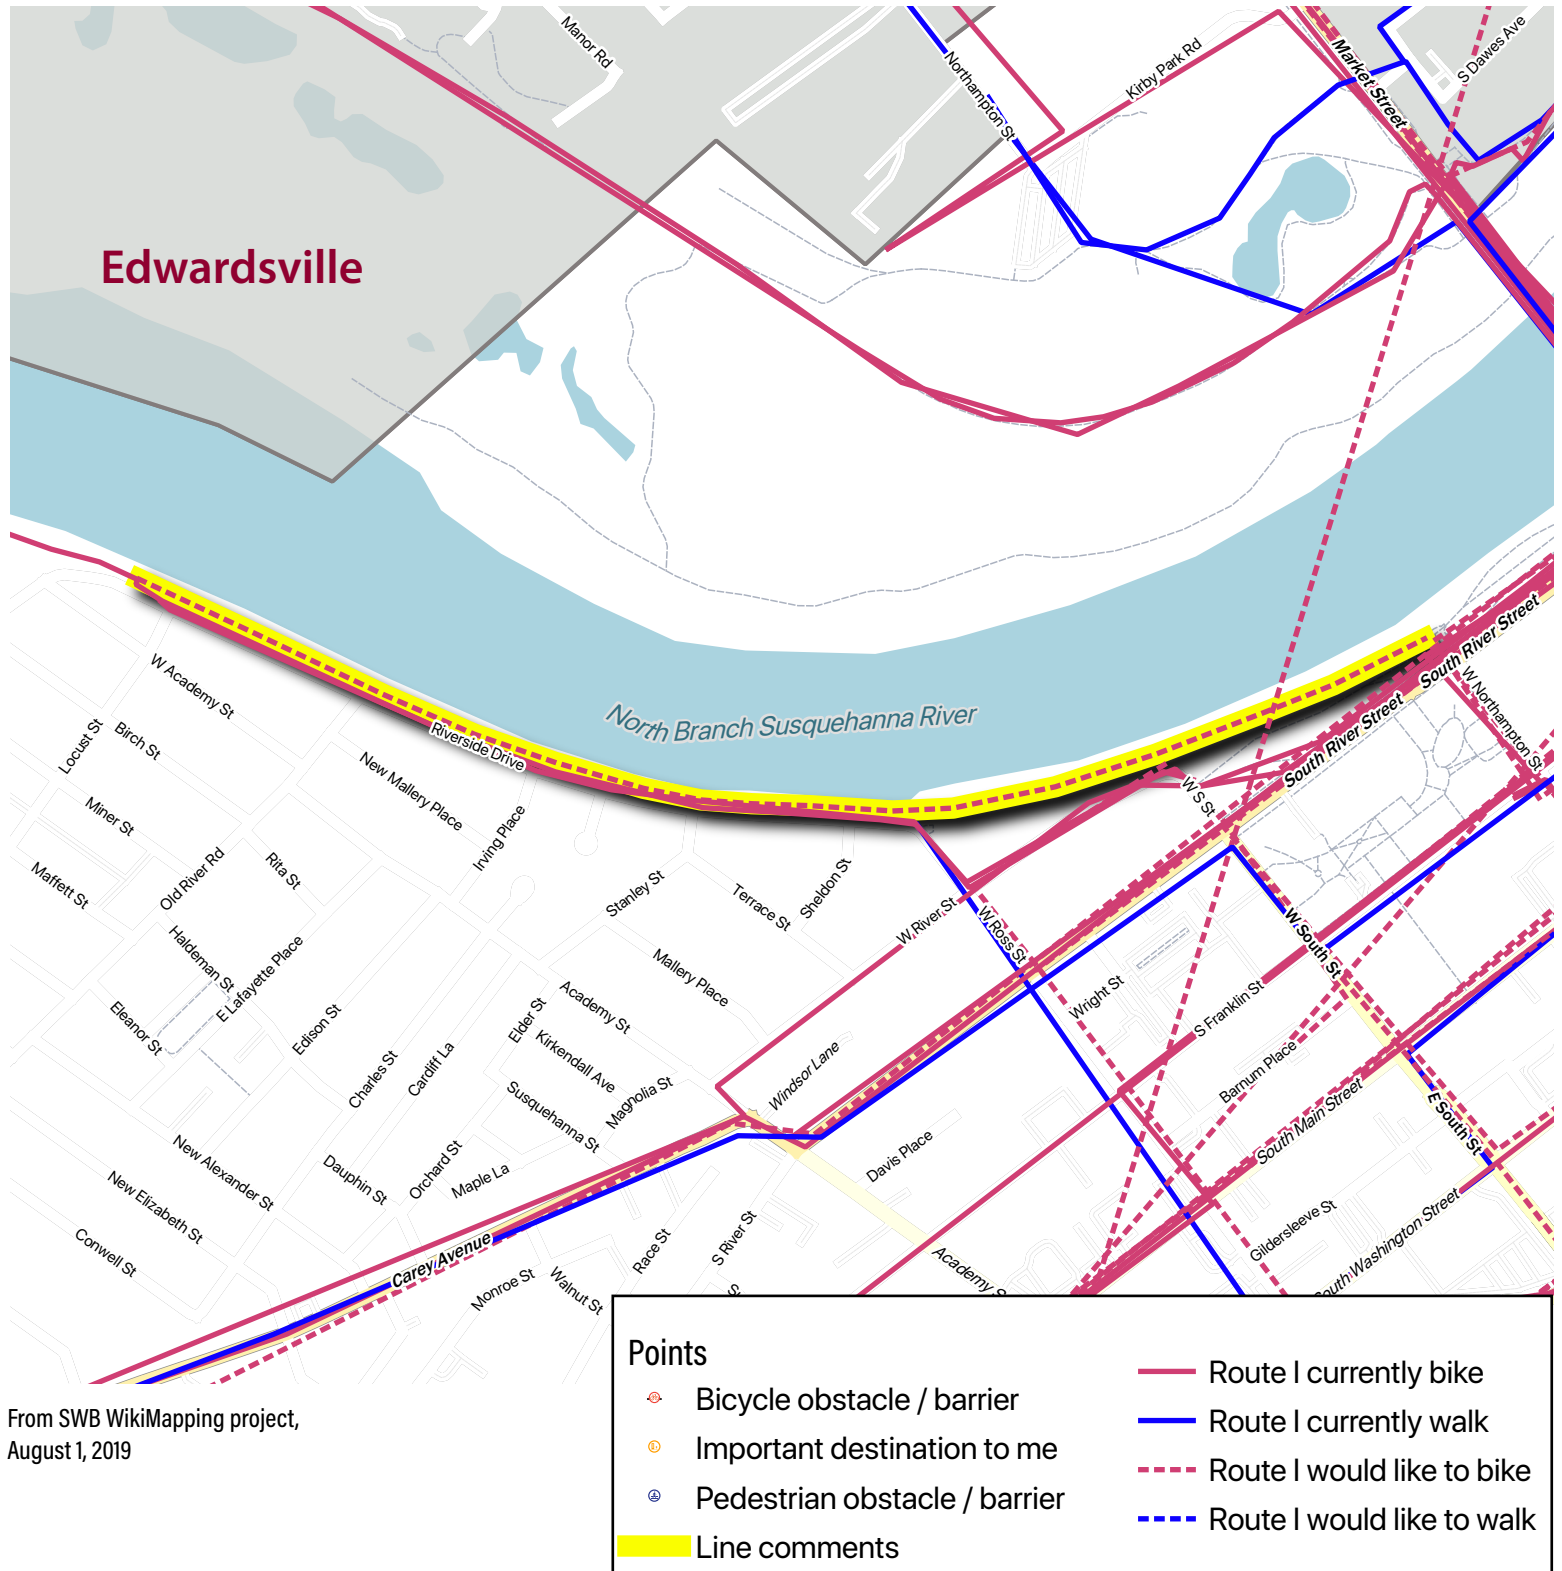 Manor Rd
Northampton St
Kirby Park Rd
Market Street
S Dawes Ave
Edwardsville
North Branch Susquehanna River
South River Street
South River Street
W Northampton St
W S St
W Academy St
Locust St
Birch St
Riverside Drive
New Mallery Place
Irving Place
Miner St
Maffett St
Old River Rd
Rita St
Stanley St
Terrace St
Sheldon St
W River St
W Ross St
W South St
Haldeman St
E Lafayette Place
Mallery Place
Wright St
S Franklin St
Eleanor St
Edison St
Academy St
Elder St
Kirkendall Ave
Charles St
Cardiff La
Magnolia St
Windsor Lane
Barnum Place
South Main Street
E South St
Susquehanna St
New Alexander St
Dauphin St
Orchard St
Maple La
Davis Place
New Elizabeth St
Conwell St
Carey Avenue
Race St
S River St
Monroe St
Walnut St
Academy S
Gildersleeve St
South Washington Street
Points
Bicycle obstacle / barrier
Important destination to me
Pedestrian obstacle / barrier
Line comments
Route I currently bike
Route I currently walk
Route I would like to bike
Route I would like to walk
From SWB WikiMapping project,
August 1, 2019